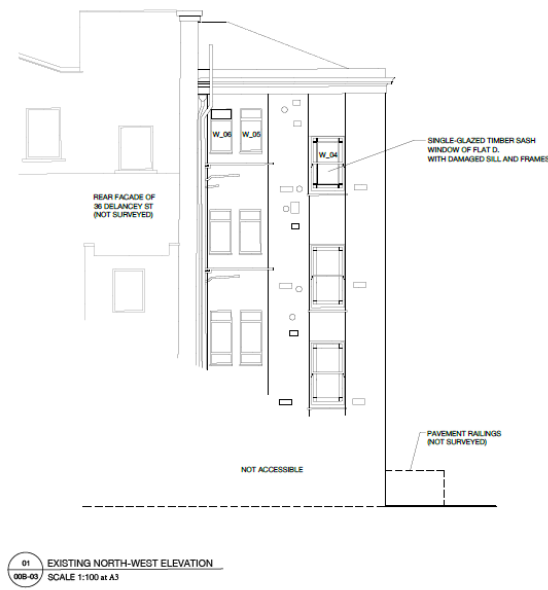 W_06
W_05
W_04
SINGLE-GLAZED TIMBER SASH
WINDOW OF FLAT D.
WITH DAMAGED SILL AND FRAMES
REAR FACADE OF
36 DELANCEY ST
(NOT SURVEYED)
PAVEMENT RAILINGS
(NOT SURVEYED)
NOT ACCESSIBLE
01
00B-03
EXISTING NORTH-WEST ELEVATION
SCALE 1:100 at A3